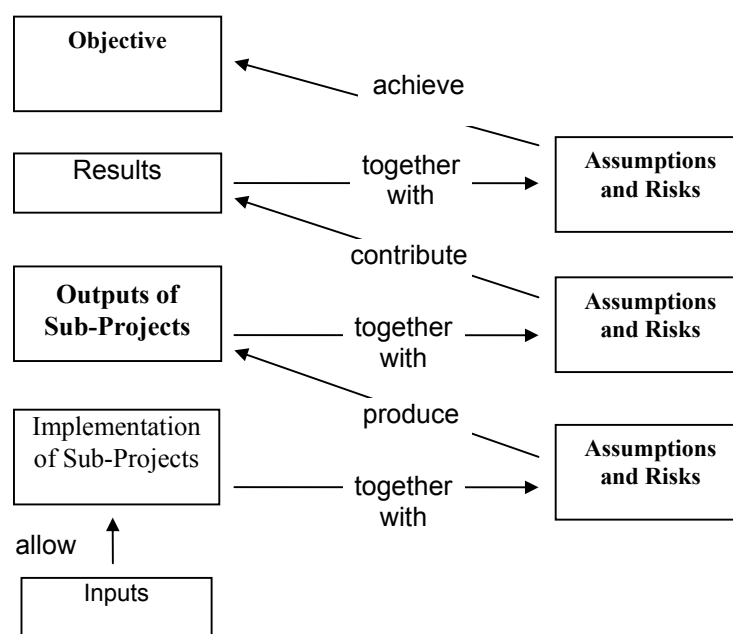 Objective
achieve
Results
together
with
Assumptions
and Risks
contribute
Outputs of
Sub-Projects
together
with
Assumptions
and Risks
produce
Implementation
of Sub-Projects
together
with
Assumptions
and Risks
allow
Inputs